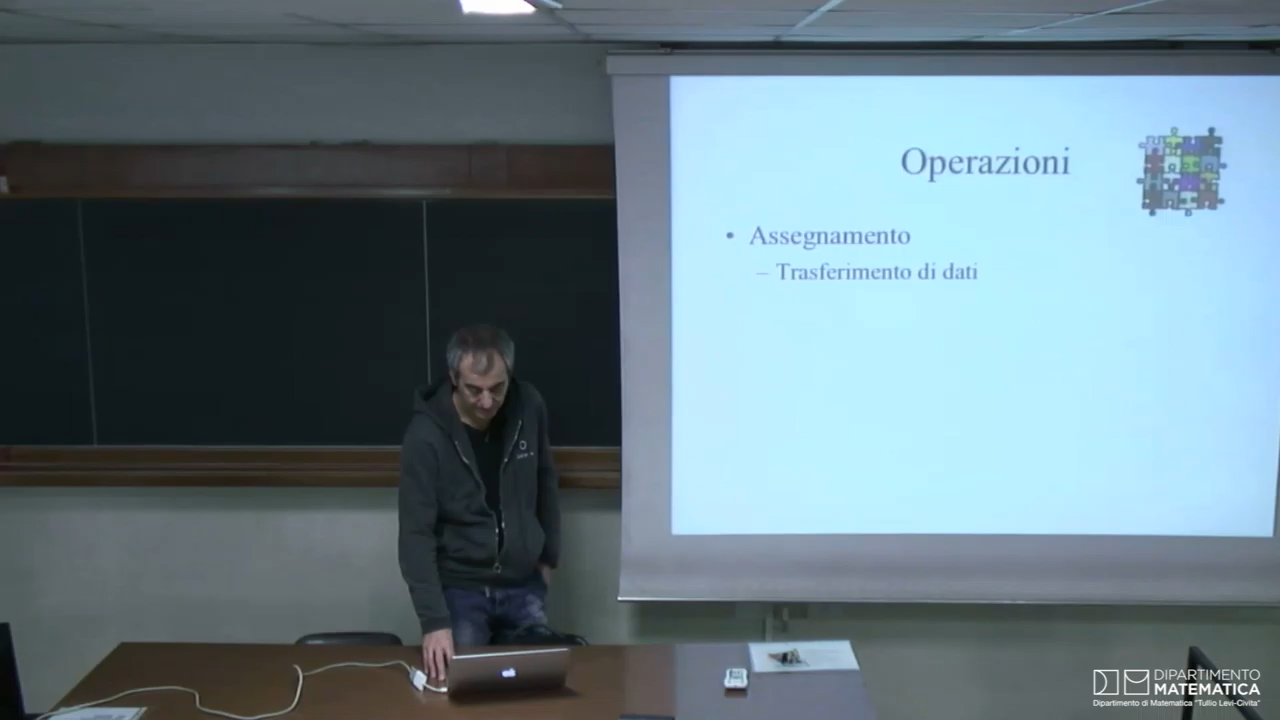 Operazioni
• Assegnamento
– Trasferimento di dati
DIPARTIMENTO
MATEMATICA
Dipartimento di Matematica "Tullio Levi-Civita"